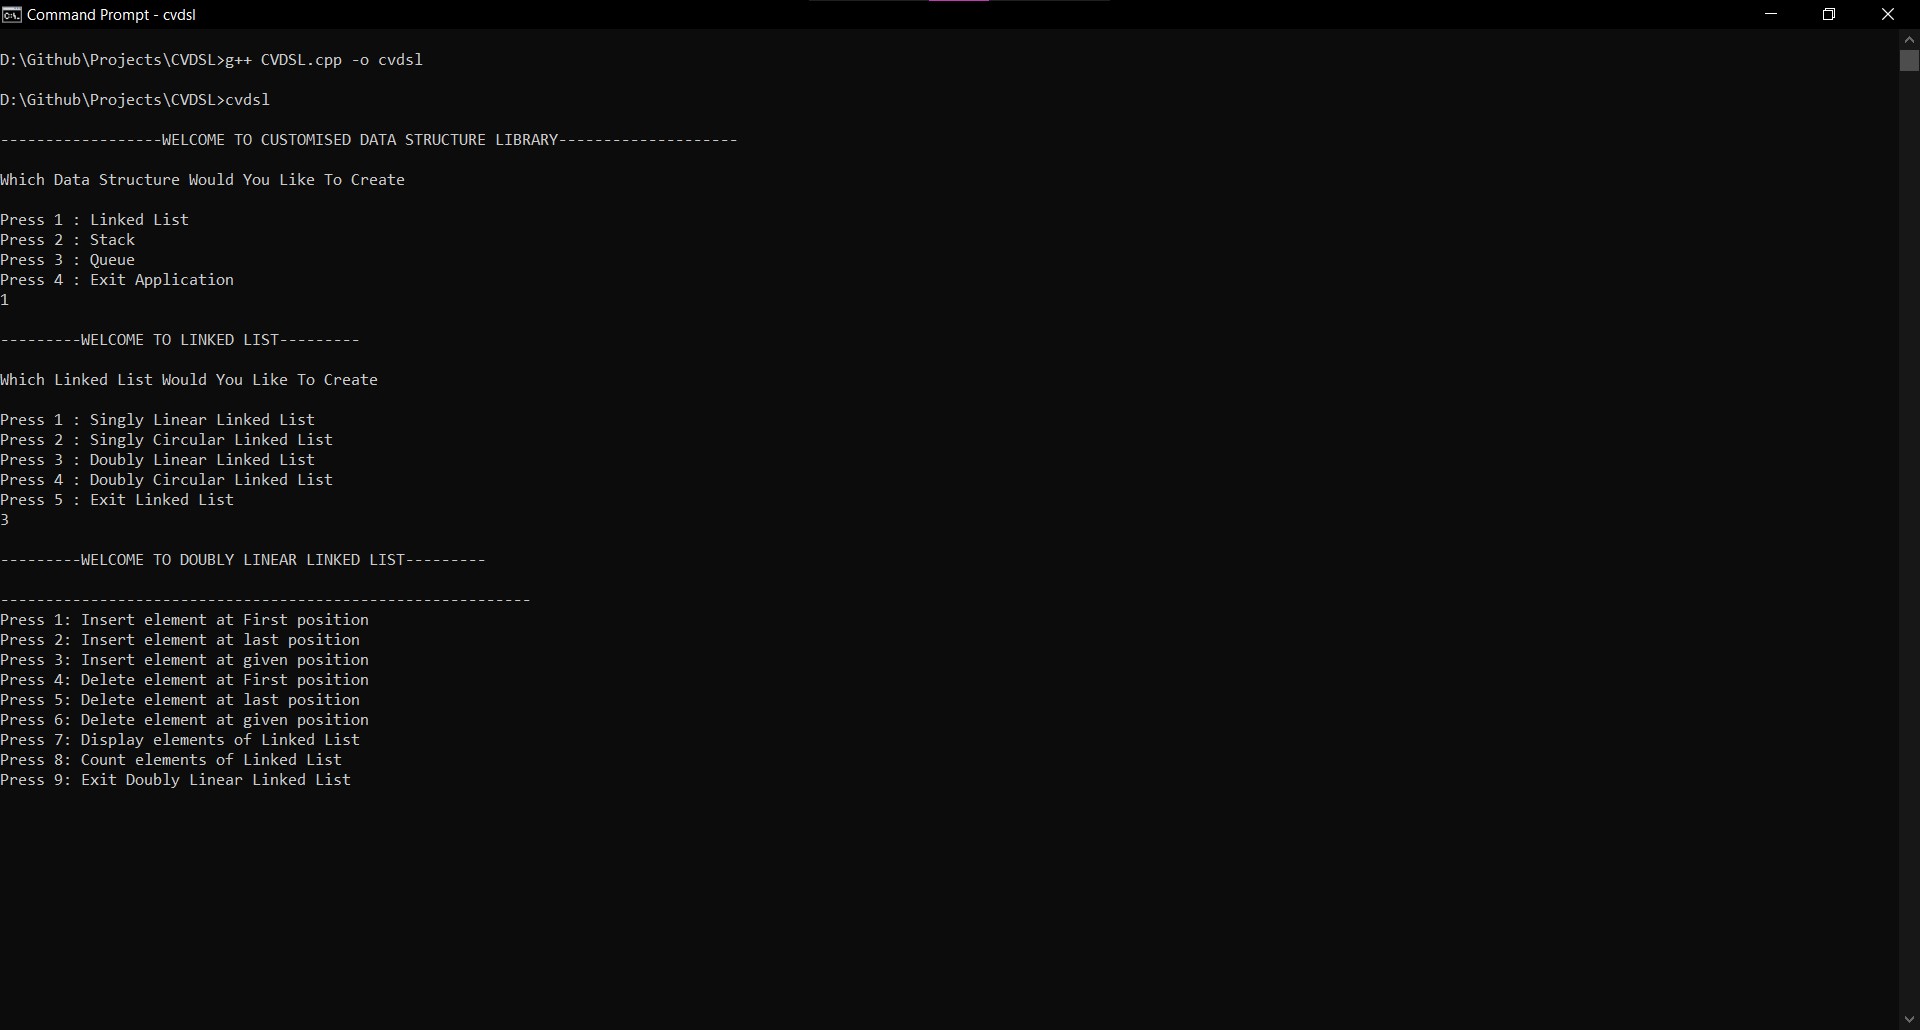 Command Prompt - cvdsl
D:\Github\Projects\CVDSL>g++ CVDSL.cpp -o cvdsl
D:\Github\Projects\CVDSL>cvdsl
------------------WELCOME TO CUSTOMISED DATA STRUCTURE LIBRARY--------------------
Which Data Structure Would You Like To Create
Press 1 : Linked List
Press 2 : Stack
Press 3 : Queue
Press 4 : Exit Application
1
---------WELCOME TO LINKED LIST---------
Which Linked List Would You Like To Create
Press 1 : Singly Linear Linked List
Press 2 : Singly Circular Linked List
Press 3 : Doubly Linear Linked List
Press 4 : Doubly Circular Linked List
Press 5 : Exit Linked List
3
---------WELCOME TO DOUBLY LINEAR LINKED LIST---------
-----------------------------------------------------------
Press 1: Insert element at First position
Press 2: Insert element at last position
Press 3: Insert element at given position
Press 4: Delete element at First position
Press 5: Delete element at last position
Press 6: Delete element at given position
Press 7: Display elements of Linked List
Press 8: Count elements of Linked List
Press 9: Exit Doubly Linear Linked List